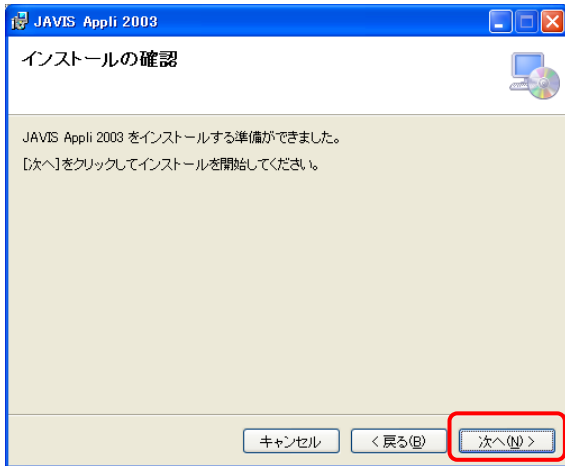 JAVIS Appli 2003
インストールの確認
JAVIS Appli 2003 をインストールする準備ができました。
[次へ]をクリックしてインストールを開始してください。
キャンセル
< 戻る(B)
次へ(N) >